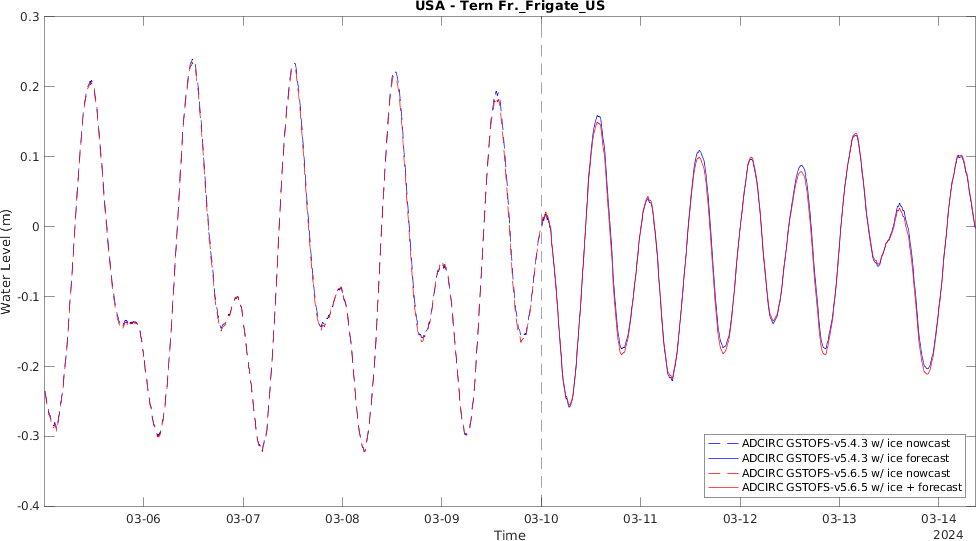 USA - Tern Fr._Frigate_US
0.3
0.2
0.1
0
-0.1
-0.2
-0.3
-0.4
Water Level (m)
ADCIRC GSTOFS-v5.4.3 w/ ice nowcast
ADCIRC GSTOFS-v5.4.3 w/ ice forecast
ADCIRC GSTOFS-v5.6.5 w/ ice nowcast
ADCIRC GSTOFS-v5.6.5 w/ ice + forecast
03-06 03-07 03-08 03-09 03-10 03-11 03-12 03-13 03-14
Time 2024